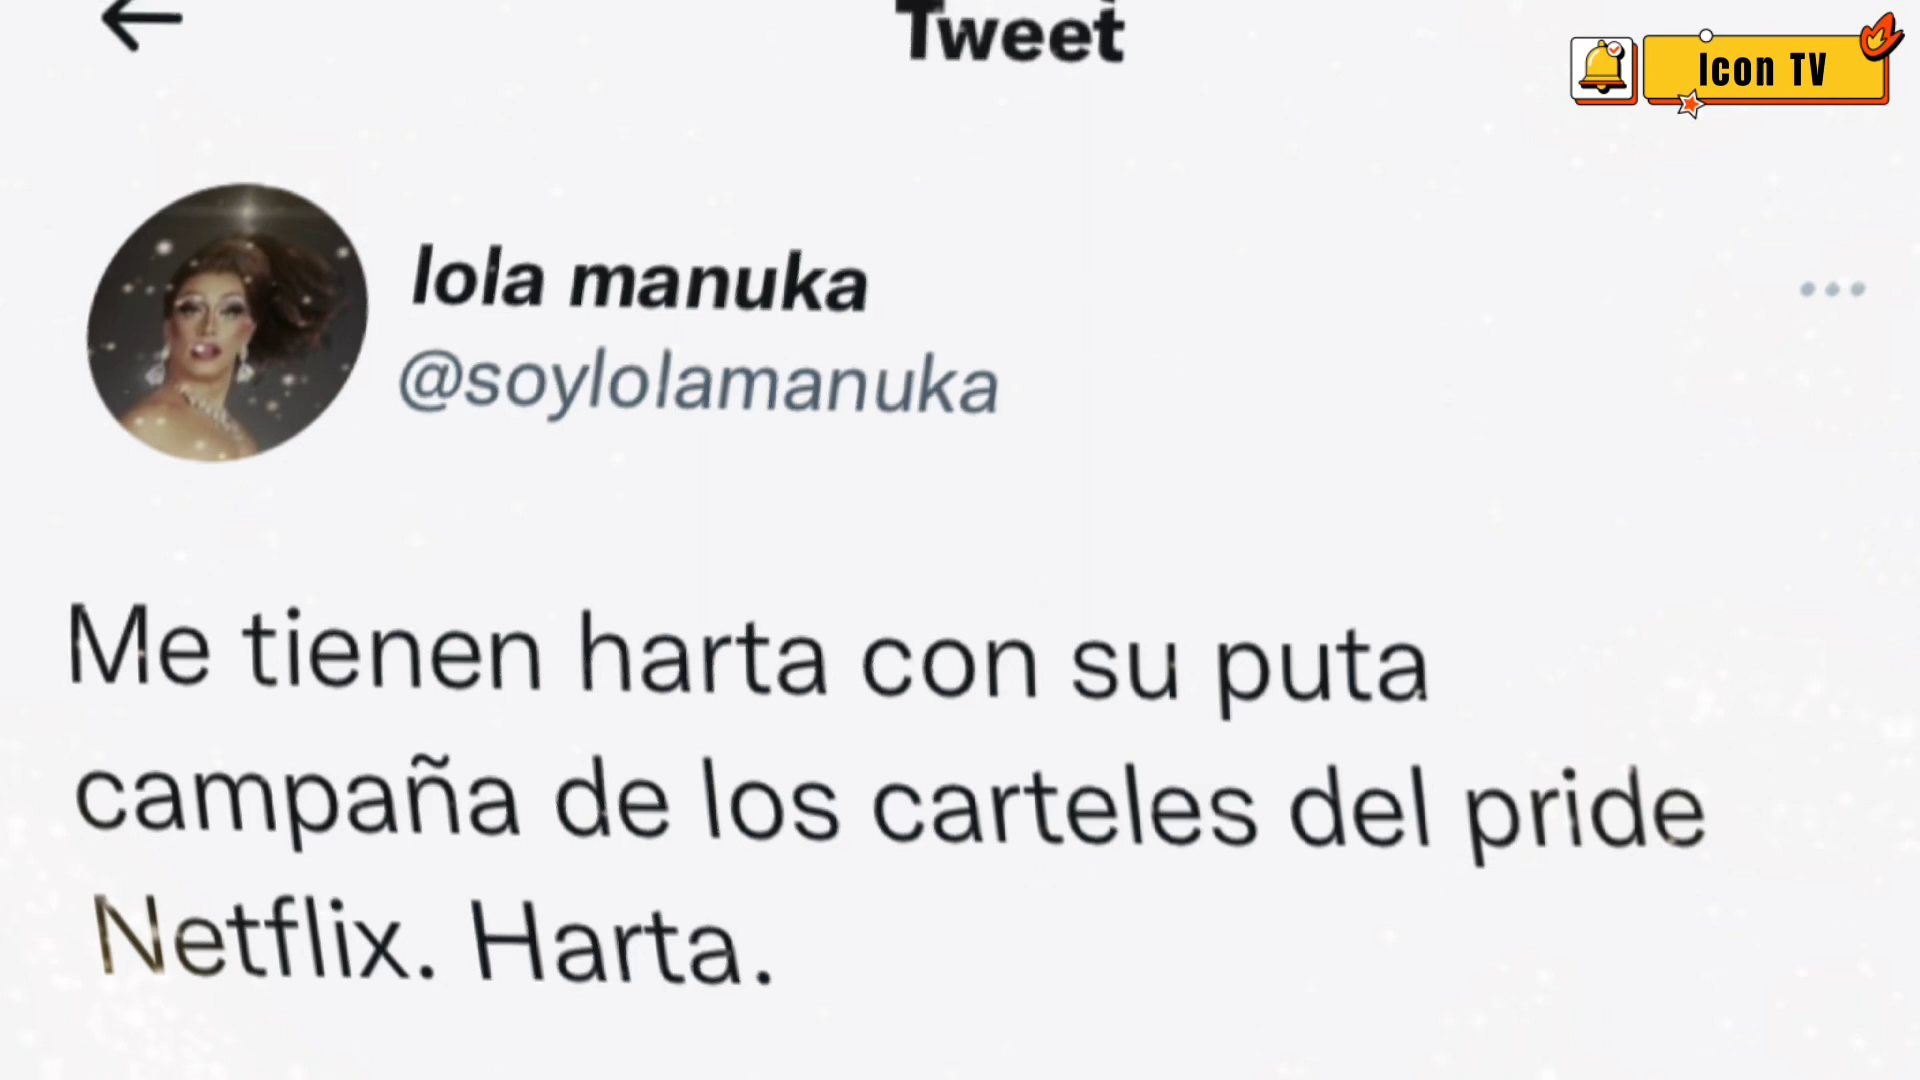 Tweet
Icon TV
lola manuka
@soylolamanuka
Me tienen harta con su puta
campaña de los carteles del pride
Netflix. Harta.